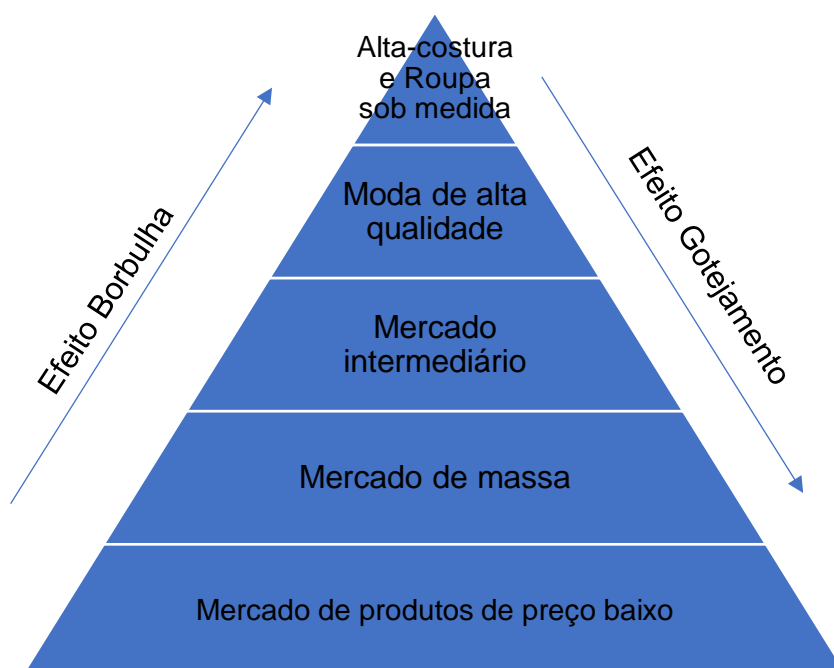 Alta-costura
e Roupa
sob medida
Moda de alta
qualidade
Mercado
intermediário
Mercado de massa
Mercado de produtos de preço baixo
Efeito Borbulha
Efeito Gotejamento